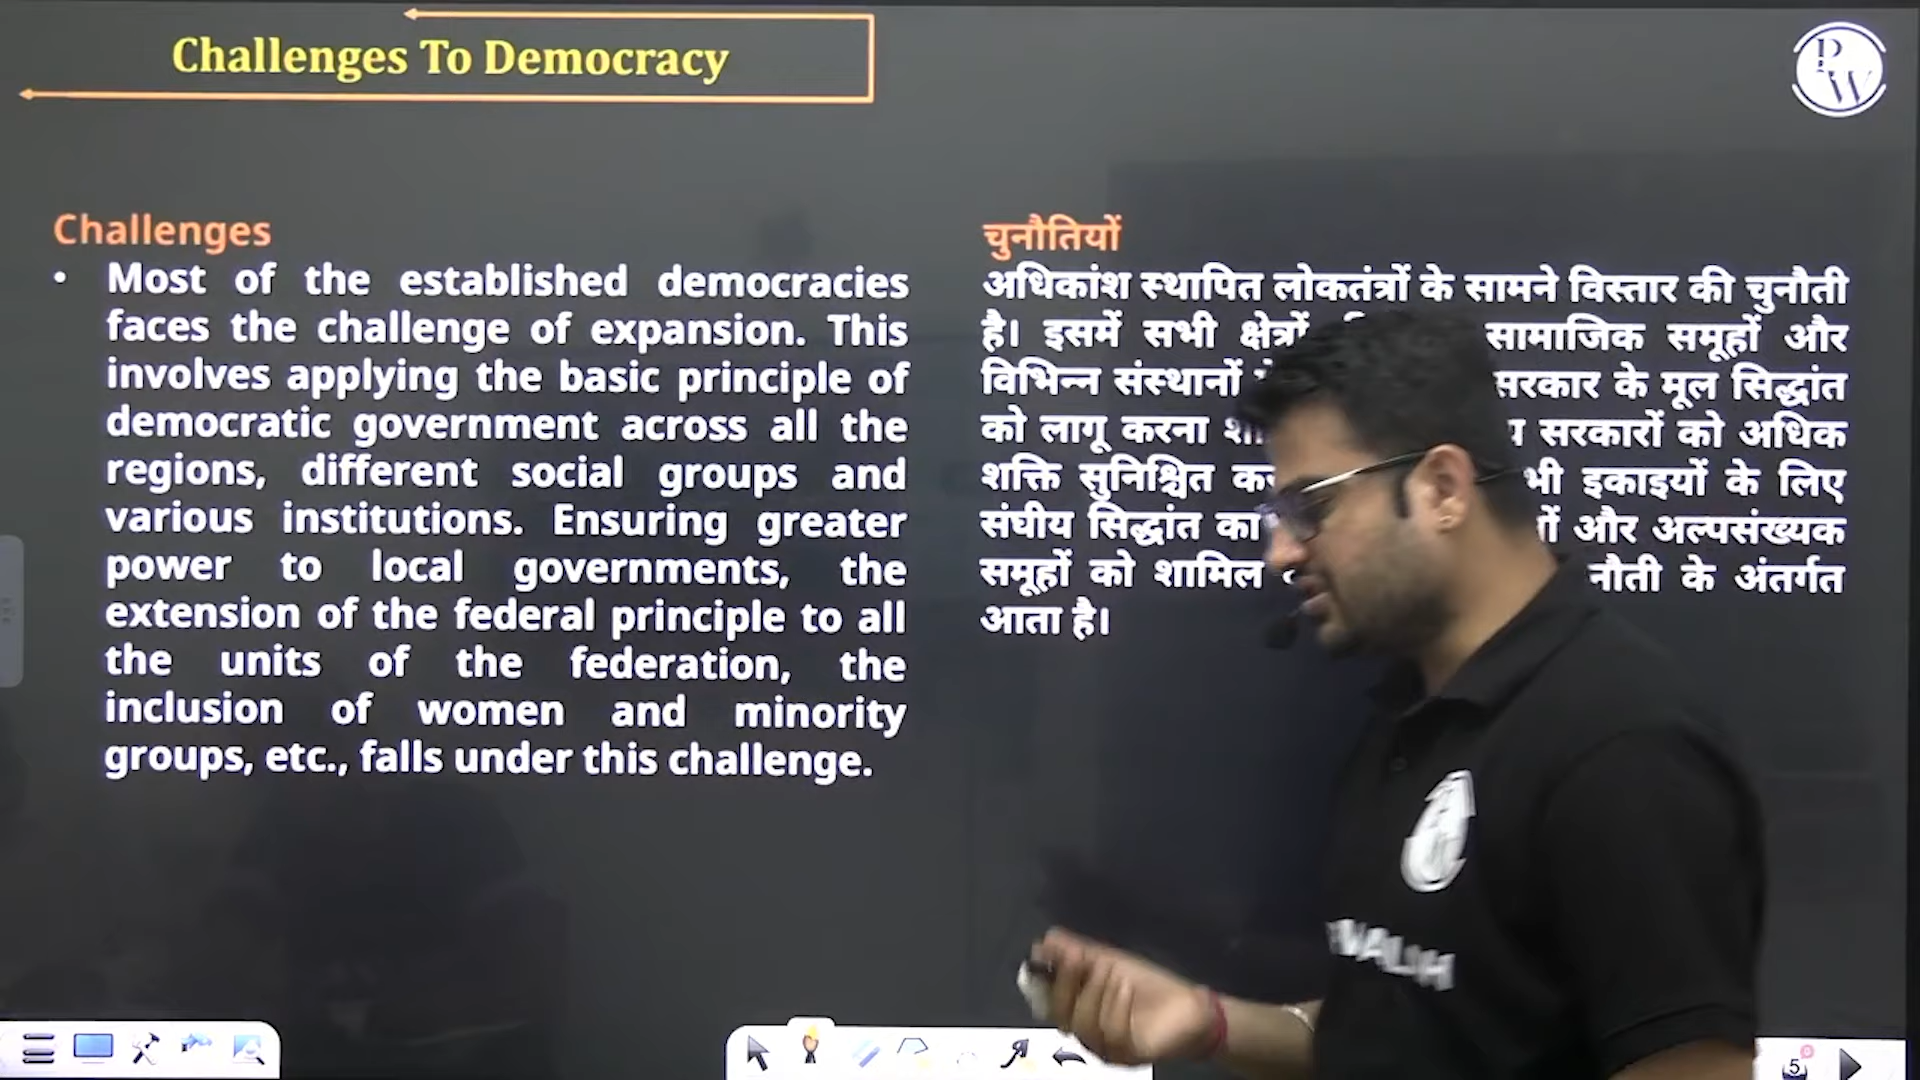 Challenges To Democracy
PW
Challenges
• Most of the established democracies
faces the challenge of expansion. This
involves applying the basic principle of
democratic government across all the
regions, different social groups and
various institutions. Ensuring greater
power to local governments, the
extension of the federal principle to all
the units of the federation, the
inclusion of women and minority
groups, etc., falls under this challenge.
चुनौतियों
अधिकांश स्थापित लोकतंत्रों के सामने विस्तार की चुनौती
है। इसमें सभी क्षेत्रों सामाजिक समूहों और
विभिन्न संस्थानों सरकार के मूल सिद्धांत
को लागू करना सरकारों को अधिक
शक्ति सुनिश्चित इकाइयों के लिए
संघीय सिद्धांत का और अल्पसंख्यक
समूहों को शामिल के अंतर्गत
आता है।
5